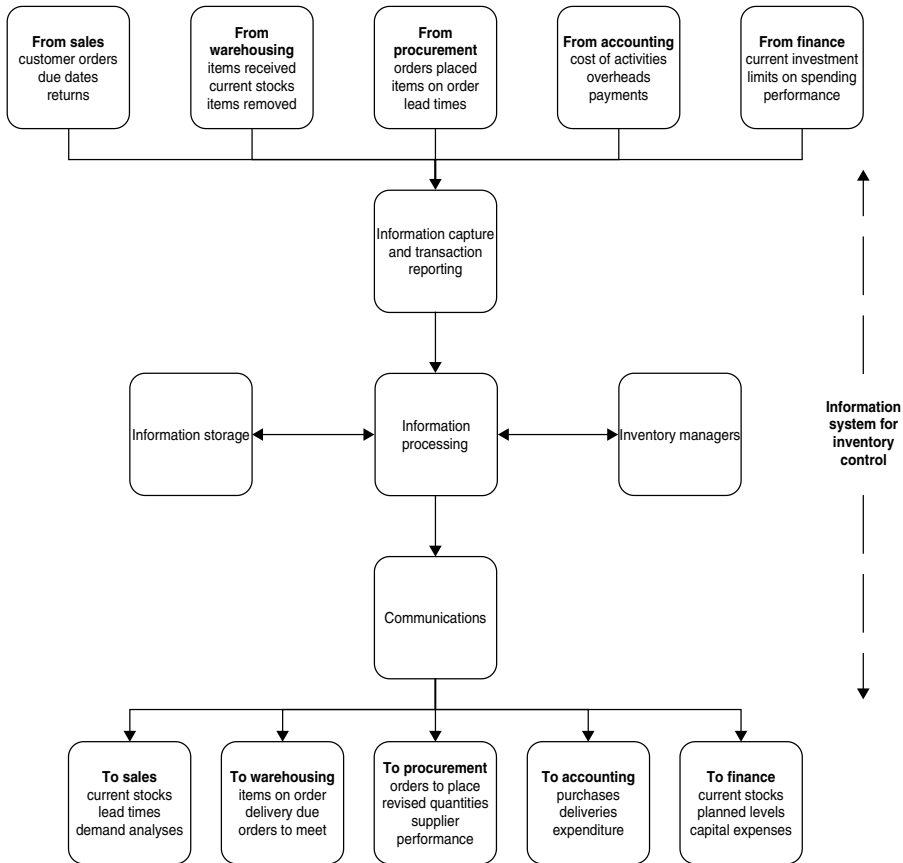 From sales
customer orders
due dates
returns
From
warehousing
items received
current stocks
items removed
From
procurement
orders placed
items on order
lead times
From accounting
cost of activities
overheads
payments
From finance
current investment
limits on spending
performance
Information capture
and transaction
reporting
Information storage
Information
processing
Inventory managers
Information
system for
inventory
control
Communications
To sales
current stocks
lead times
demand analyses
To warehousing
items on order
delivery due
orders to meet
To procurement
orders to place
revised quantities
supplier
performance
To accounting
purchases
deliveries
expenditure
To finance
current stocks
planned levels
capital expenses